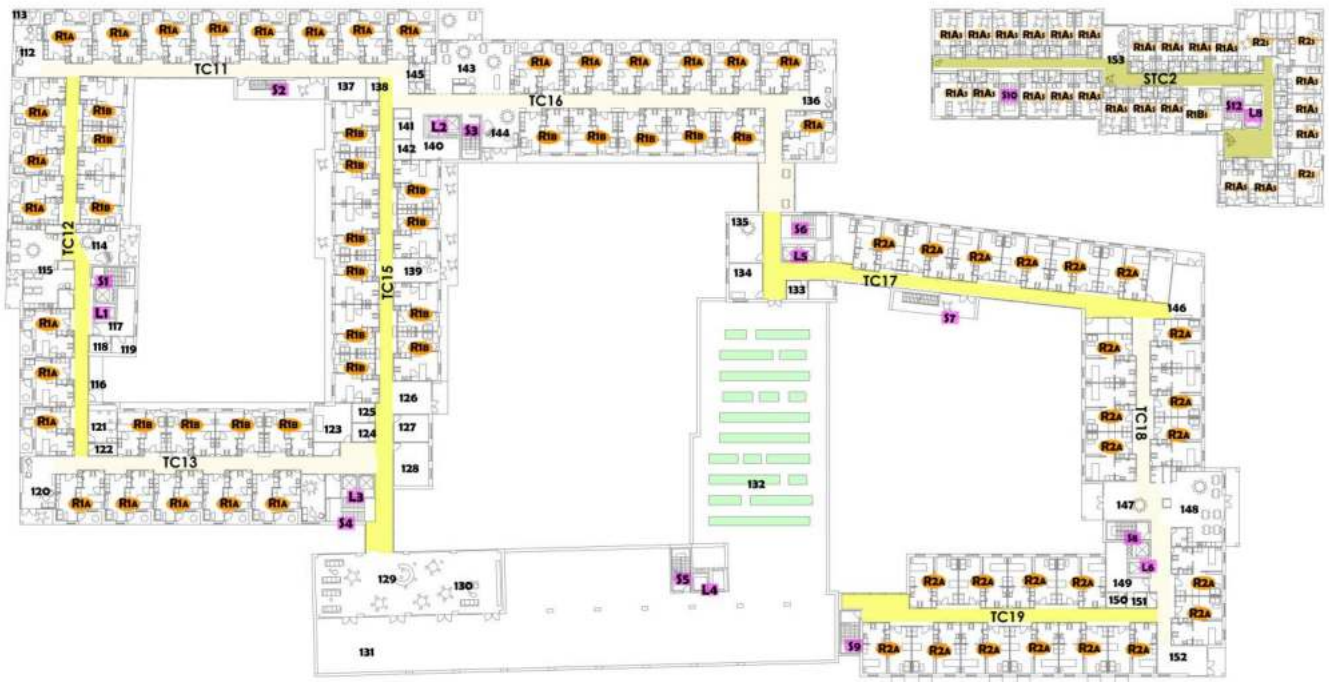 113
R1A R1A R1A R1A R1A R1A R1A R1A
112
TC11
145
143
S2
137
138
R1A R1A R1A R1A R1A R1A
TC16
136
R1A
141
142
L2
140
S3
144
R1B R1B R1B R1B R1B
R1A
R1B
R1B
R1A
R1A
R1B
TC12
114
115
S1
L1
117
118
119
R1A
R1A
116
R1A
121
122
R1B R1B R1B R1B
123
125
124
TC13
120
R1A R1A R1A R1A R1A
L3
S4
R1B
R1B
R1B
R1B
R1B
R1B
139
TC15
R1B
R1B
R1B
R1B
126
127
128
129
130
131
S5
L4
132
135
134
S6
L5
133
R2A R2A R2A R2A R2A R2A
TC17
S7
146
R2A
R2A
R2A
R2A
R2A
R2A
TC18
147
148
L6
149
150
151
R2A
R2A
R2A R2A R2A R2A
TC19
S9
R2A R2A R2A R2A R2A R2A
152
153
STC2
S10
S12
L8